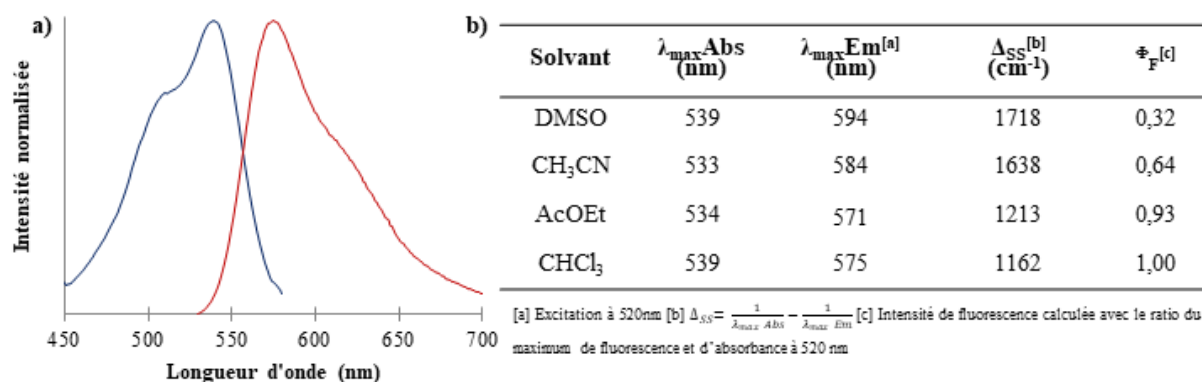 a)
Intensité normalisée
450 500 550 600 650 700
Longueur d'onde (nm)
b)
Solvant λmaxAbs (nm) λmaxEm[a] (nm) ΔSS[b] (cm-1) ΦF[c]
DMSO 539 594 1718 0,32
CH3CN 533 584 1638 0,64
AcOEt 534 571 1213 0,93
CHCl3 539 575 1162 1,00
[a] Excitation à 520nm [b] ΔSS= 1/λmax Abs − 1/λmax Em [c] Intensité de fluorescence calculée avec le ratio du
maximum de fluorescence et d'absorbance à 520 nm